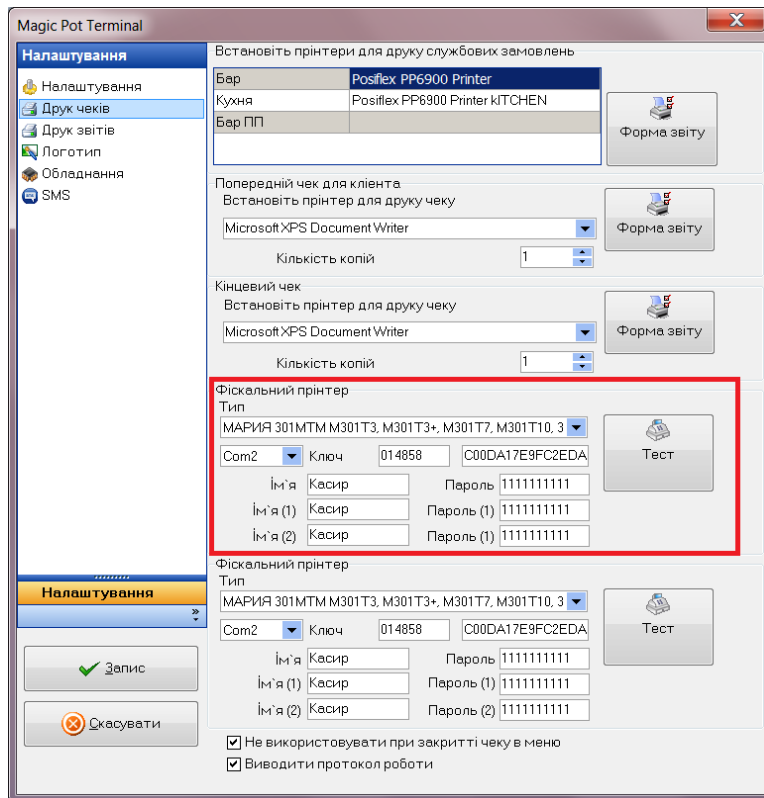 Magic Pot Terminal
X
Налаштування
Налаштування
Друк чеків
Друк звітів
Логотип
Обладнання
SMS
Встановіть прінтери для друку службових замовлень
Бар Posiflex PP6900 Printer
Кухня Posiflex PP6900 Printer kITCHEN
Бар ПП
Форма звіту
Попередній чек для клієнта
Встановіть прінтер для друку чеку
Microsoft XPS Document Writer
Форма звіту
Кількість копій 1
Кінцевий чек
Встановіть прінтер для друку чеку
Microsoft XPS Document Writer
Форма звіту
Кількість копій 1
Фіскальний прінтер
Тип
МАРИЯ 301МТМ М301Т3, М301Т3+, М301Т7, М301Т10, 3
Com2 Ключ 014858 C00DA17E9FC2EDA
Тест
Ім`я Касир Пароль 1111111111
Ім`я (1) Касир Пароль (1) 1111111111
Ім`я (2) Касир Пароль (1) 1111111111
Фіскальний прінтер
Тип
МАРИЯ 301МТМ М301Т3, М301Т3+, М301Т7, М301Т10, 3
Com2 Ключ 014858 C00DA17E9FC2EDA
Тест
Ім`я Касир Пароль 1111111111
Ім`я (1) Касир Пароль (1) 1111111111
Ім`я (2) Касир Пароль (2) 1111111111
Не використовувати при закритті чеку в меню
Виводити протокол роботи
Налаштування
Запис
Скасувати